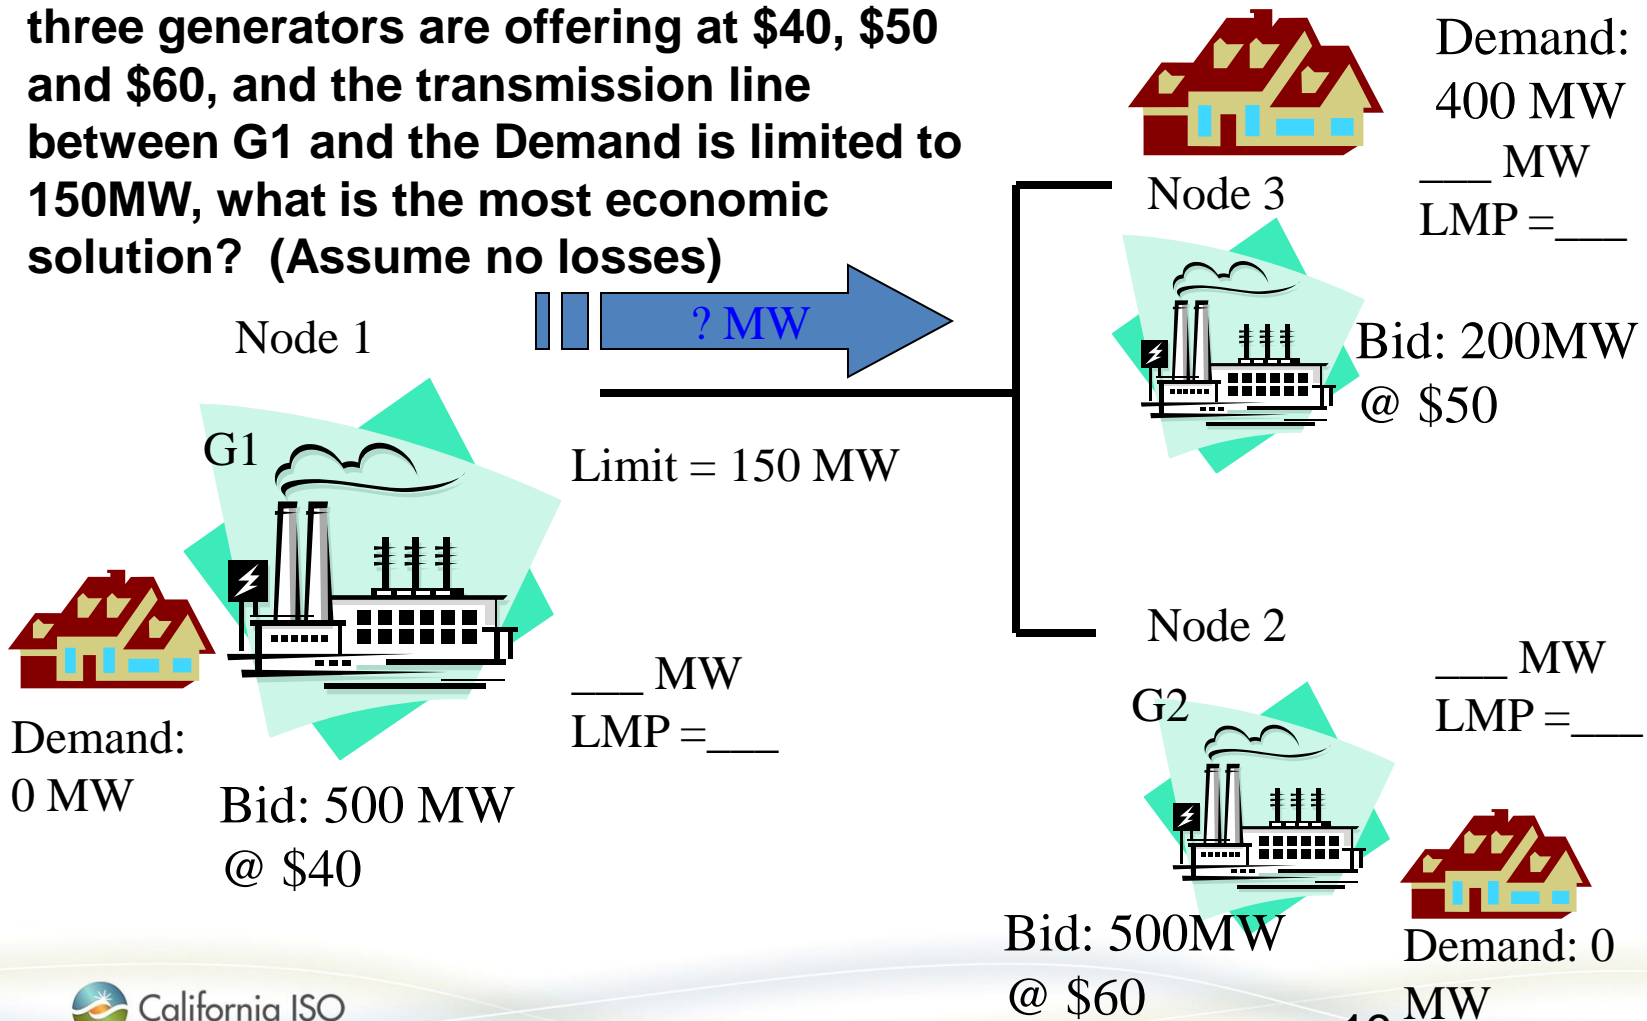 three generators are offering at $40, $50
and $60, and the transmission line
between G1 and the Demand is limited to
150MW, what is the most economic
solution?  (Assume no losses)
Demand:
400 MW
___ MW
LMP =___
Node 3
Bid: 200MW
@ $50
? MW
Node 1
G1
Limit = 150 MW
___ MW
LMP =___
Demand:
0 MW
Bid: 500 MW
@ $40
Node 2
___ MW
LMP =___
G2
Bid: 500MW
@ $60
Demand: 0
MW
California ISO